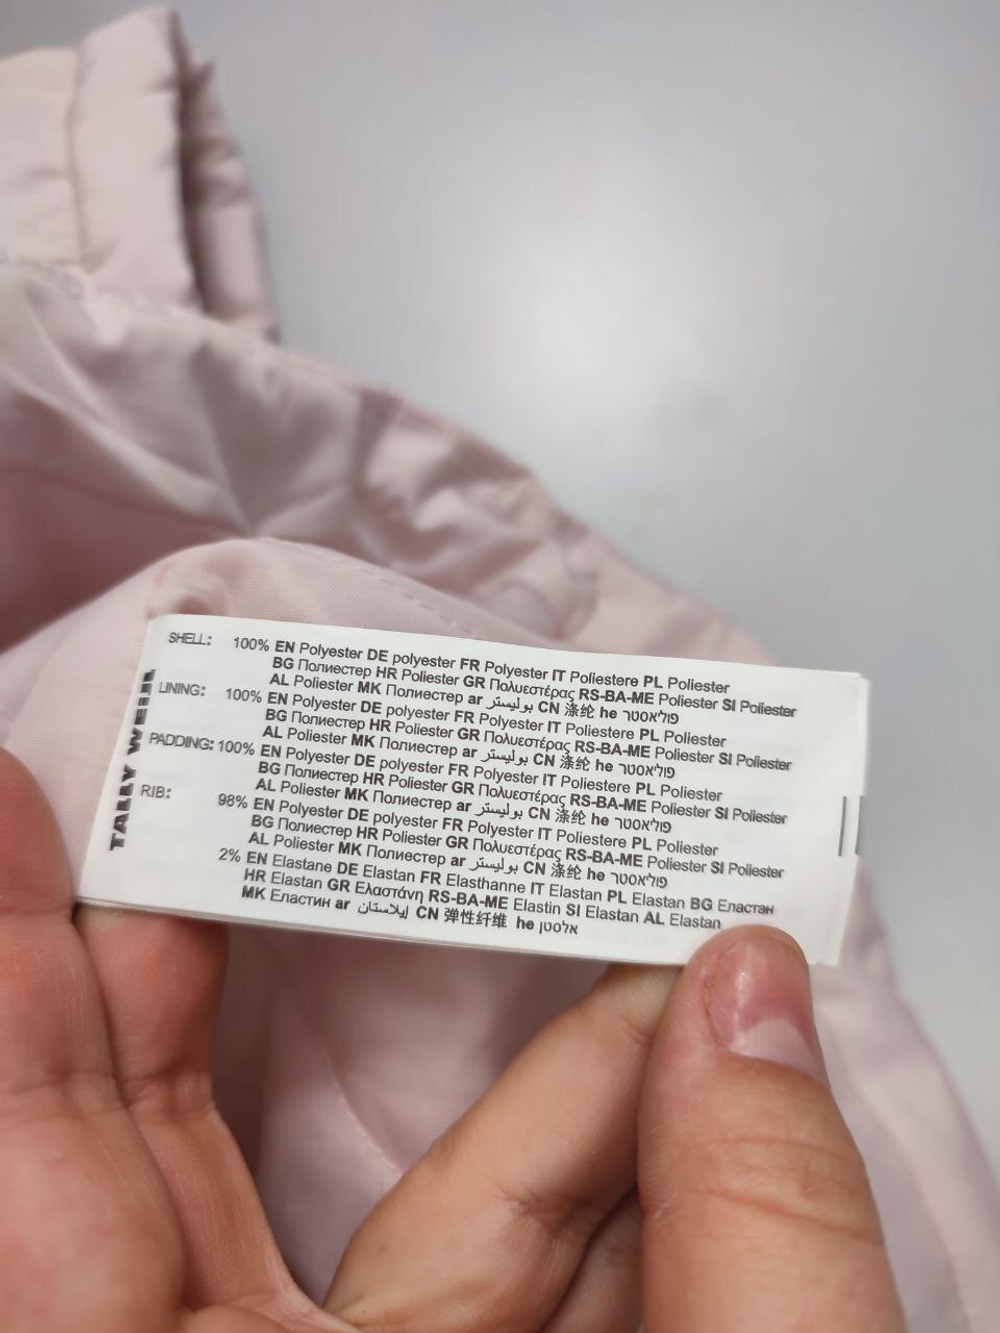 TALLY WEIJL
SHELL: 100% EN Polyester DE polyester FR Polyester IT Poliestere PL Poliester
BG Полиестер HR Poliester GR Πολυεστέρας RS-BA-ME Poliester SI Poliester
AL Poliester MK Полиестер ar بوليستر CN 涤纶 he פוליאסטר
LINING: 100% EN Polyester DE polyester FR Polyester IT Poliestere PL Poliester
BG Полиестер HR Poliester GR Πολυεστέρας RS-BA-ME Poliester SI Poliester
AL Poliester MK Полиестер ar بوليستر CN 涤纶 he פוליאסטר
PADDING: 100% EN Polyester DE polyester FR Polyester IT Poliestere PL Poliester
BG Полиестер HR Poliester GR Πολυεστέρας RS-BA-ME Poliester SI Poliester
AL Poliester MK Полиестер ar بوليستر CN 涤纶 he פוליאסטר
RIB: 98% EN Polyester DE polyester FR Polyester IT Poliestere PL Poliester
BG Полиестер HR Poliester GR Πολυεστέρας RS-BA-ME Poliester SI Poliester
AL Poliester MK Полиестер ar بوليستر CN 涤纶 he פוליאסטר
2% EN Elastane DE Elastan FR Elasthanne IT Elastan PL Elastan BG Еластан
HR Elastan GR Ελαστάνη RS-BA-ME Elastin SI Elastan AL Elastan
MK Еластин ar إيلاستان CN 弹性纤维 he אלסטן